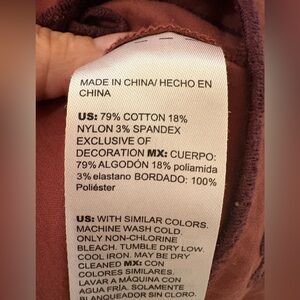 MADE IN CHINA/ HECHO EN
CHINA
US: 79% COTTON 18%
NYLON 3% SPANDEX
EXCLUSIVE OF
DECORATION MX: CUERPO:
79% ALGODÓN 18% poliamida
3% elastano BORDADO: 100%
Poliéster
US: WITH SIMILAR COLORS.
MACHINE WASH COLD.
ONLY NON-CHLORINE
BLEACH. TUMBLE DRY LOW.
COOL IRON. MAY BE DRY
CLEANED MX: CON
COLORES SIMILARES.
LAVAR A MÁQUINA CON
AGUA FRÍA. SOLAMENTE
BLANQUEADOR SIN CLORO.